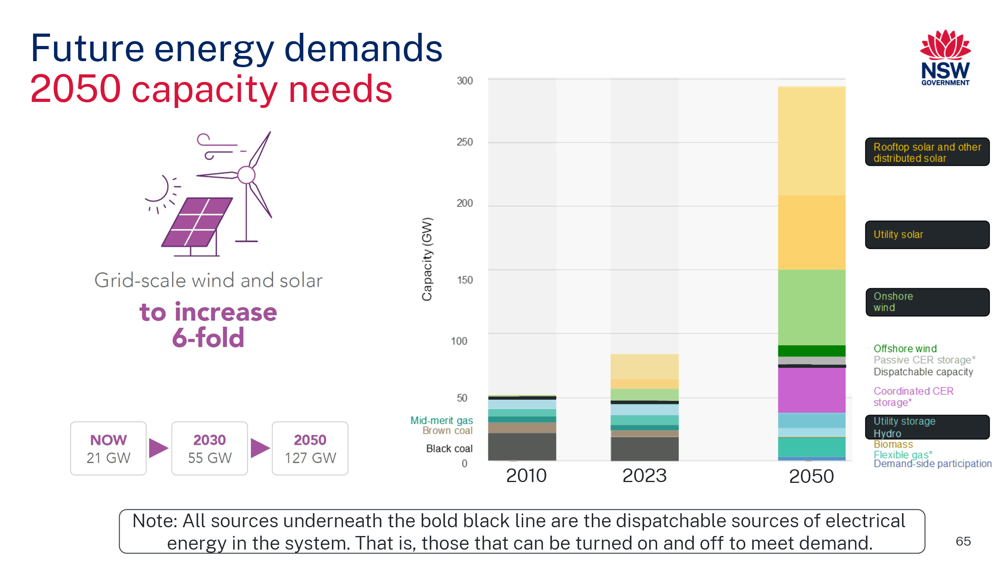 Future energy demands
2050 capacity needs
NSW
GOVERNMENT
Grid-scale wind and solar
to increase
6-fold
NOW
21 GW
2030
55 GW
2050
127 GW
Capacity (GW)
300
250
200
150
100
50
0
Mid-merit gas
Brown coal
Black coal
2010
2023
2050
Rooftop solar and other
distributed solar
Utility solar
Onshore
wind
Offshore wind
Passive CER storage*
Dispatchable capacity
Coordinated CER
storage*
Utility storage
Hydro
Biomass
Flexible gas*
Demand-side participation
Note: All sources underneath the bold black line are the dispatchable sources of electrical
energy in the system. That is, those that can be turned on and off to meet demand.
65